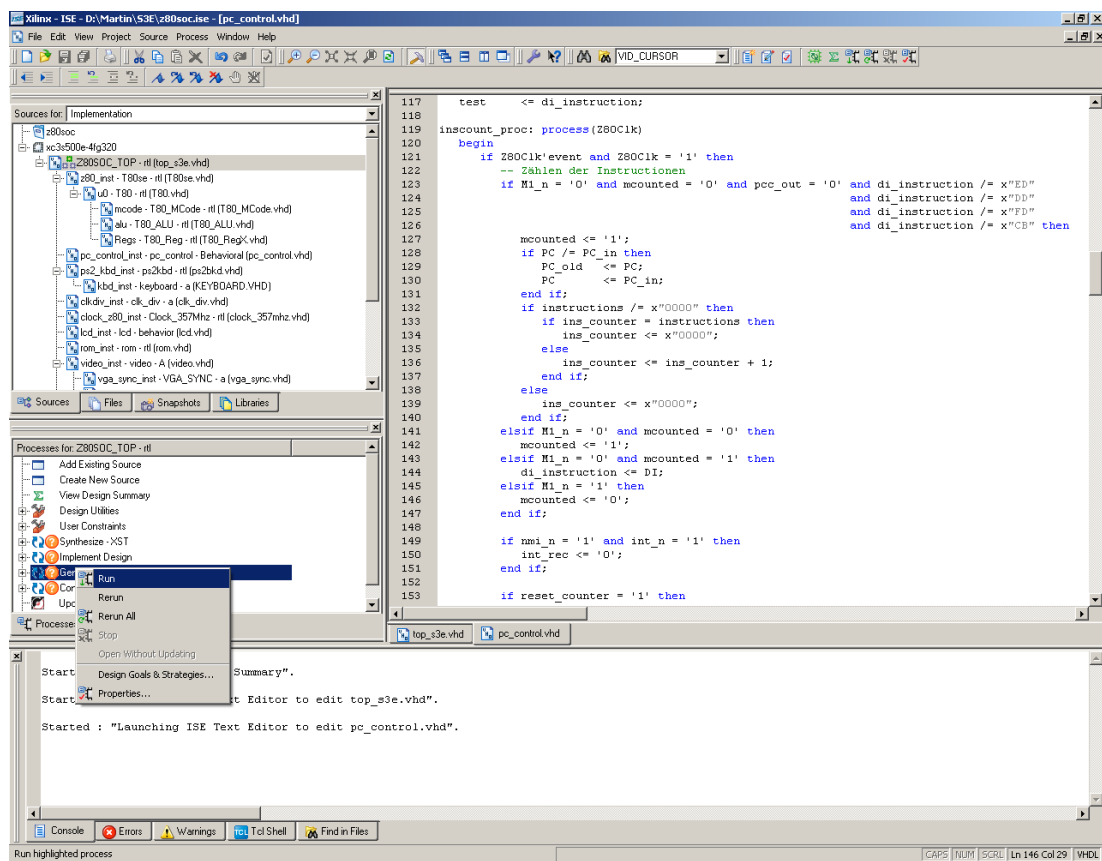 Xilinx - ISE - D:\Martin\S3E\z80soc.ise - [pc_control.vhd]
File Edit View Project Source Process Window Help
VID_CURSOR
Sources for: Implementation
z80soc
xc3s500e-4fg320
Z80SOC_TOP - rtl (top_s3e.vhd)
z80_inst - T80se - rtl (T80se.vhd)
u0 - T80 - rtl (T80.vhd)
mcode - T80_MCode - rtl (T80_MCode.vhd)
alu - T80_ALU - rtl (T80_ALU.vhd)
Regs - T80_Reg - rtl (T80_RegX.vhd)
pc_control_inst - pc_control - Behavioral (pc_control.vhd)
ps2_kbd_inst - ps2kbd - rtl (ps2bkd.vhd)
kbd_inst - keyboard - a (KEYBOARD.VHD)
clkdiv_inst - clk_div - a (clk_div.vhd)
clock_z80_inst - Clock_357Mhz - rtl (clock_357mhz.vhd)
lcd_inst - lcd - behavior (lcd.vhd)
rom_inst - rom - rtl (rom.vhd)
video_inst - video - A (video.vhd)
vga_sync_inst - VGA_SYNC - a (vga_sync.vhd)
Sources Files Snapshots Libraries
Processes for: Z80SOC_TOP - rtl
Add Existing Source
Create New Source
View Design Summary
Design Utilities
User Constraints
Synthesize - XST
Implement Design
Gen
Con
Upd
Processes
Run
Rerun
Rerun All
Stop
Open Without Updating
Design Goals & Strategies...
Properties...
117 test <= di_instruction;
118
119 inscount_proc: process(Z80Clk)
120 begin
121 if Z80Clk'event and Z80Clk = '1' then
122 -- Zählen der Instructionen
123 if M1_n = '0' and mcounted = '0' and pcc_out = '0' and di_instruction /= x"ED"
124 and di_instruction /= x"DD"
125 and di_instruction /= x"FD"
126 and di_instruction /= x"CB" then
127 mcounted <= '1';
128 if PC /= PC_in then
129 PC_old <= PC;
130 PC <= PC_in;
131 end if;
132 if instructions /= x"0000" then
133 if ins_counter = instructions then
134 ins_counter <= x"0000";
135 else
136 ins_counter <= ins_counter + 1;
137 end if;
138 else
139 ins_counter <= x"0000";
140 end if;
141 elsif M1_n = '0' and mcounted = '0' then
142 mcounted <= '1';
143 elsif M1_n = '0' and mcounted = '1' then
144 di_instruction <= DI;
145 elsif M1_n = '1' then
146 mcounted <= '0';
147 end if;
148
149 if nmi_n = '1' and int_n = '1' then
150 int_rec <= '0';
151 end if;
152
153 if reset_counter = '1' then
top_s3e.vhd pc_control.vhd
Start Summary".
Start t Editor to edit top_s3e.vhd".
Started : "Launching ISE Text Editor to edit pc_control.vhd".
Console Errors Warnings Tcl Shell Find in Files
Run highlighted process
CAPS NUM SCRL Ln 146 Col 29 VHDL